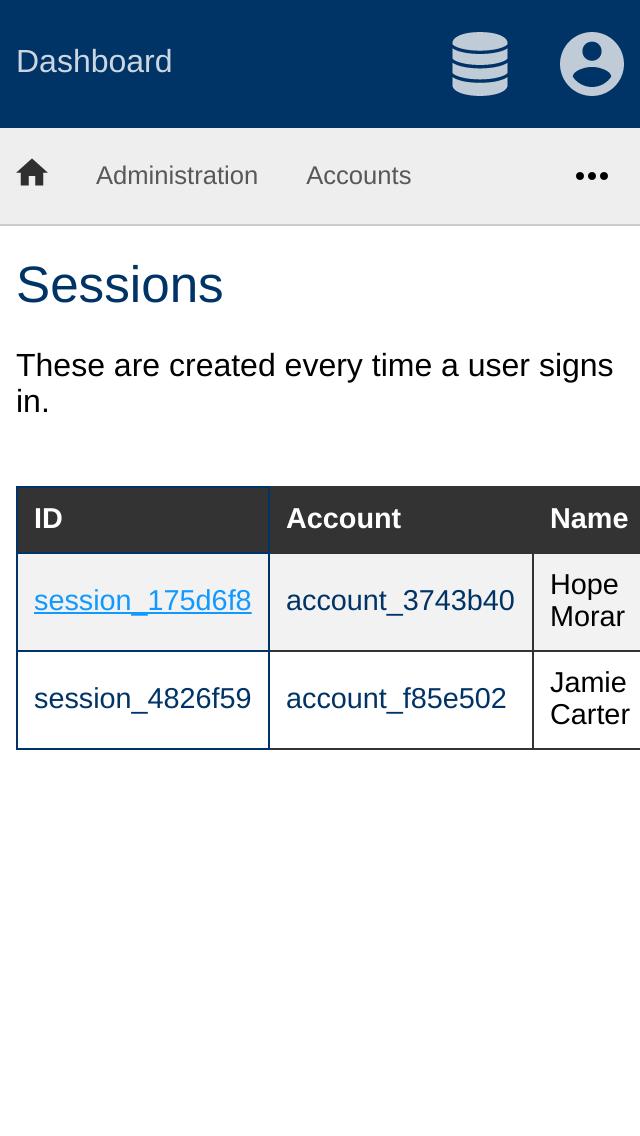 Dashboard
Administration Accounts
Sessions
These are created every time a user signs
in.
ID Account Name
session_175d6f8 account_3743b40 Hope
Morar
session_4826f59 account_f85e502 Jamie
Carter